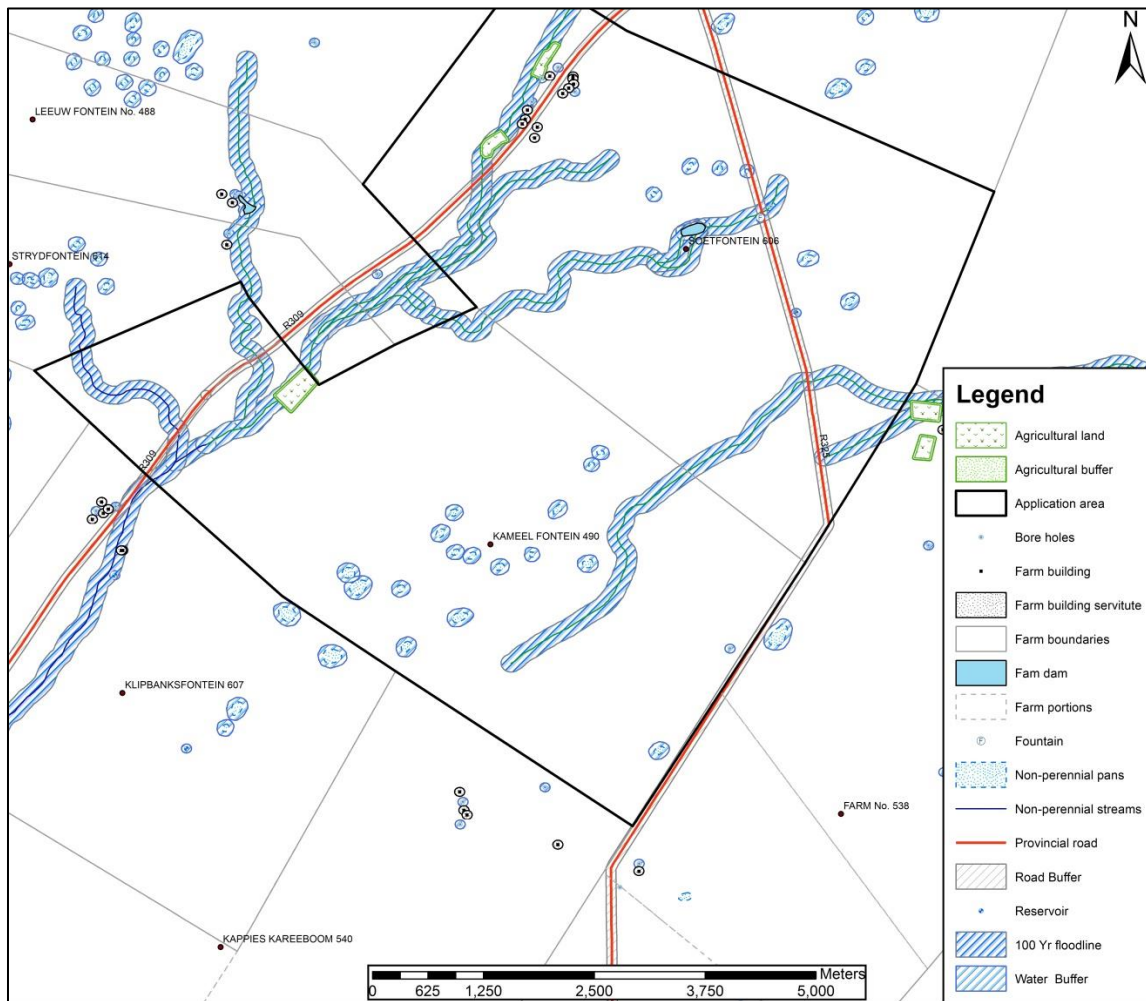 N
LEEUW FONTEIN No. 488
STRYDFONTEIN 614
SOETFONTEIN 606
R309
R309
R325
KAMEEL FONTEIN 490
KLIPBANKSFONTEIN 607
FARM No. 538
KAPPIES KAREEBOOM 540
Legend
Agricultural land
Agricultural buffer
Application area
Bore holes
Farm building
Farm building servitute
Farm boundaries
Fam dam
Farm portions
F Fountain
Non-perennial pans
Non-perennial streams
Provincial road
Road Buffer
Reservoir
100 Yr floodline
Water Buffer
Meters
0 625 1,250 2,500 3,750 5,000